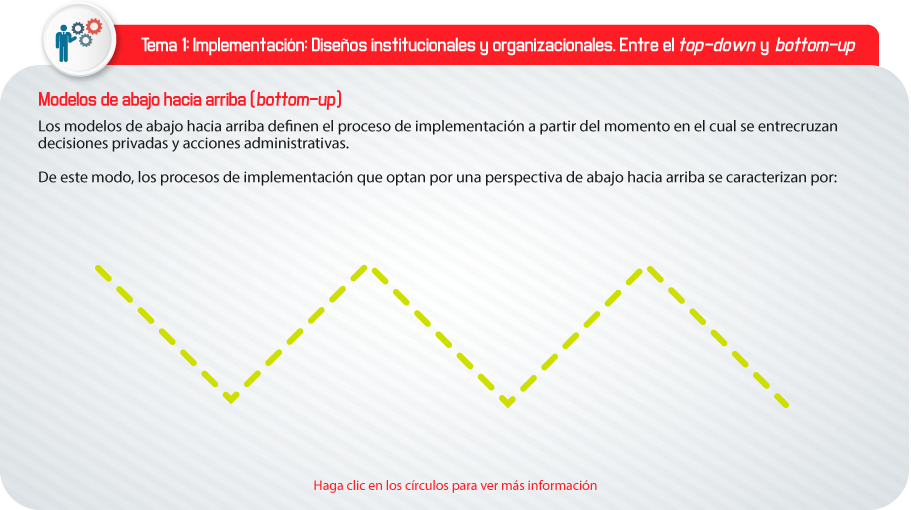 Tema 1: Implementación: Diseños institucionales y organizacionales. Entre el top-down y bottom-up
Modelos de abajo hacia arriba (bottom-up)
Los modelos de abajo hacia arriba definen el proceso de implementación a partir del momento en el cual se entrecruzan
decisiones privadas y acciones administrativas.
De este modo, los procesos de implementación que optan por una perspectiva de abajo hacia arriba se caracterizan por:
Haga clic en los círculos para ver más información